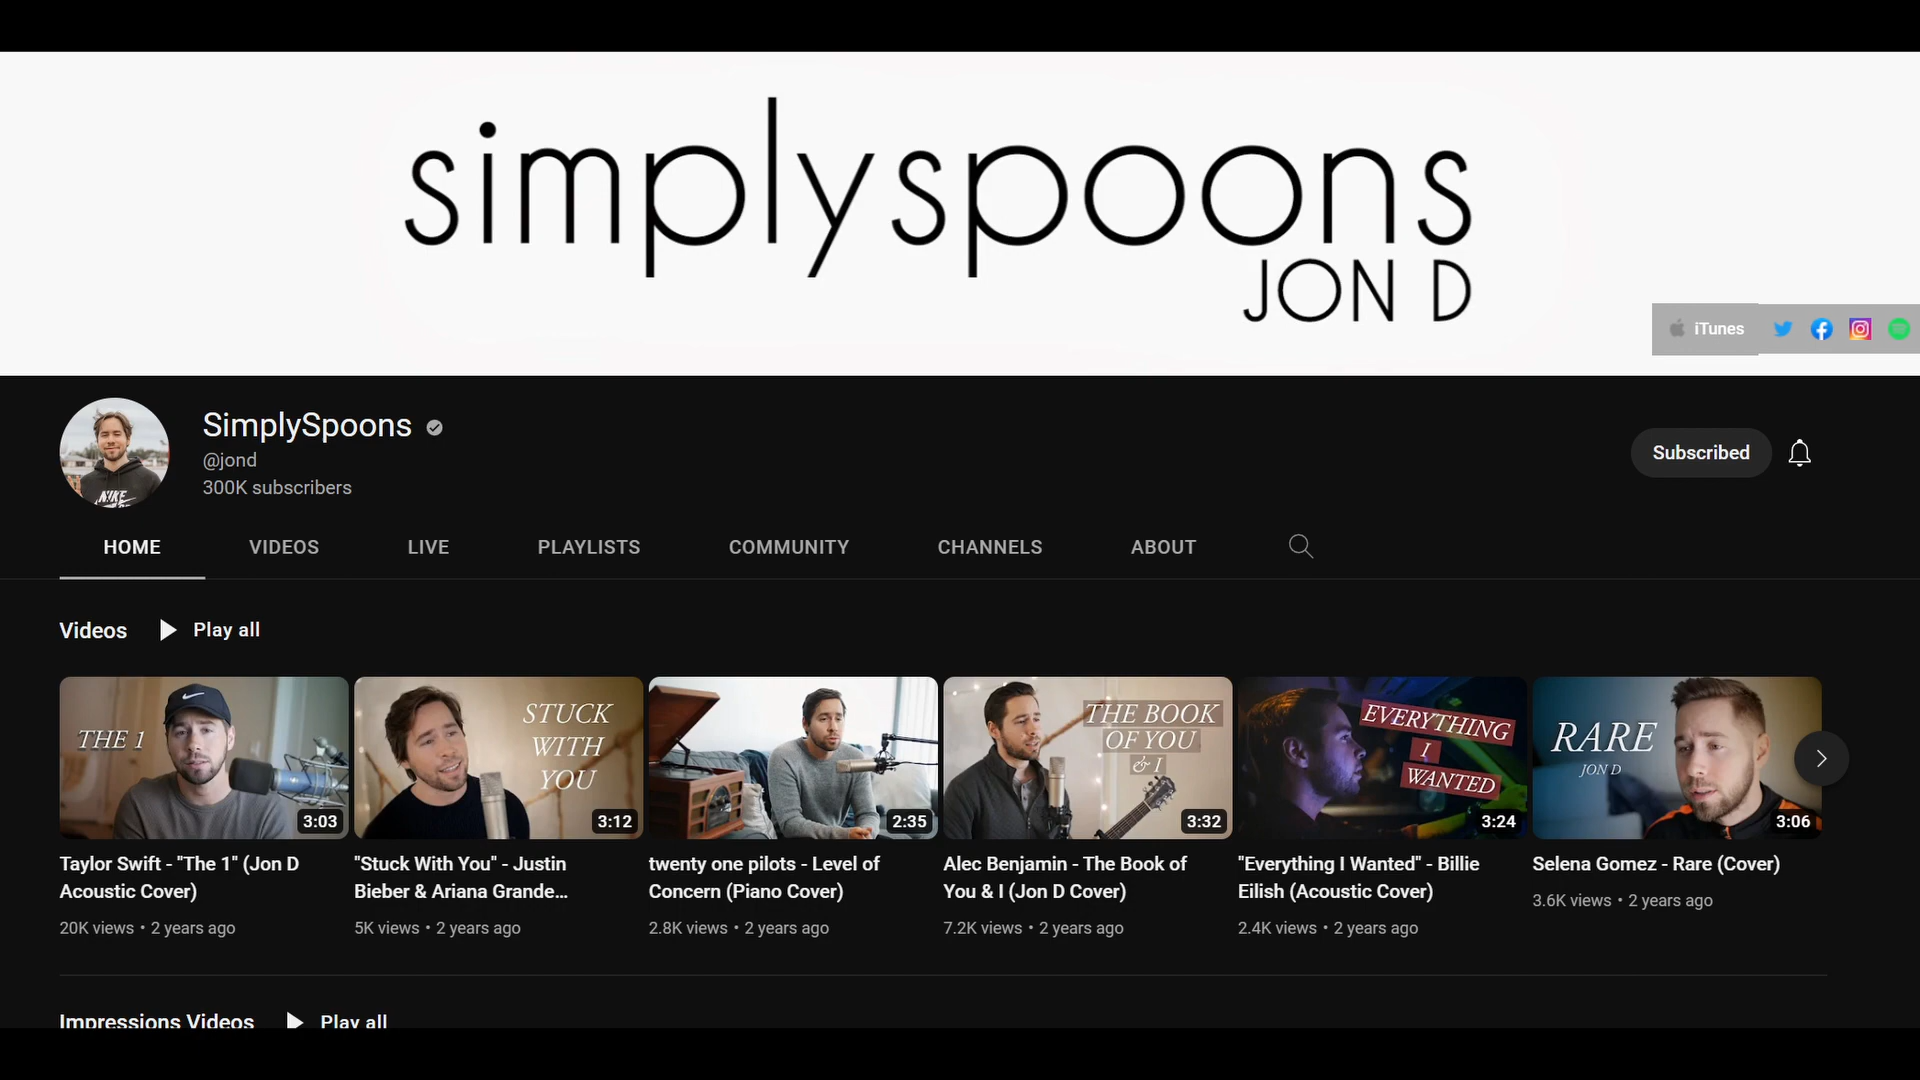 simplyspoons
JON D
iTunes
SimplySpoons
@jond
300K subscribers
Subscribed
HOME
VIDEOS
LIVE
PLAYLISTS
COMMUNITY
CHANNELS
ABOUT
Videos
Play all
NIKE
THE 1
3:03
Taylor Swift - "The 1" (Jon D
Acoustic Cover)
20K views • 2 years ago
STUCK
WITH
YOU
3:12
"Stuck With You" - Justin
Bieber & Ariana Grande...
5K views • 2 years ago
2:35
twenty one pilots - Level of
Concern (Piano Cover)
2.8K views • 2 years ago
THE BOOK
OF YOU
& I
3:32
Alec Benjamin - The Book of
You & I (Jon D Cover)
7.2K views • 2 years ago
EVERYTHING
I
WANTED
3:24
"Everything I Wanted" - Billie
Eilish (Acoustic Cover)
2.4K views • 2 years ago
RARE
JON D
3:06
Selena Gomez - Rare (Cover)
3.6K views • 2 years ago
Impressions Videos
Play all